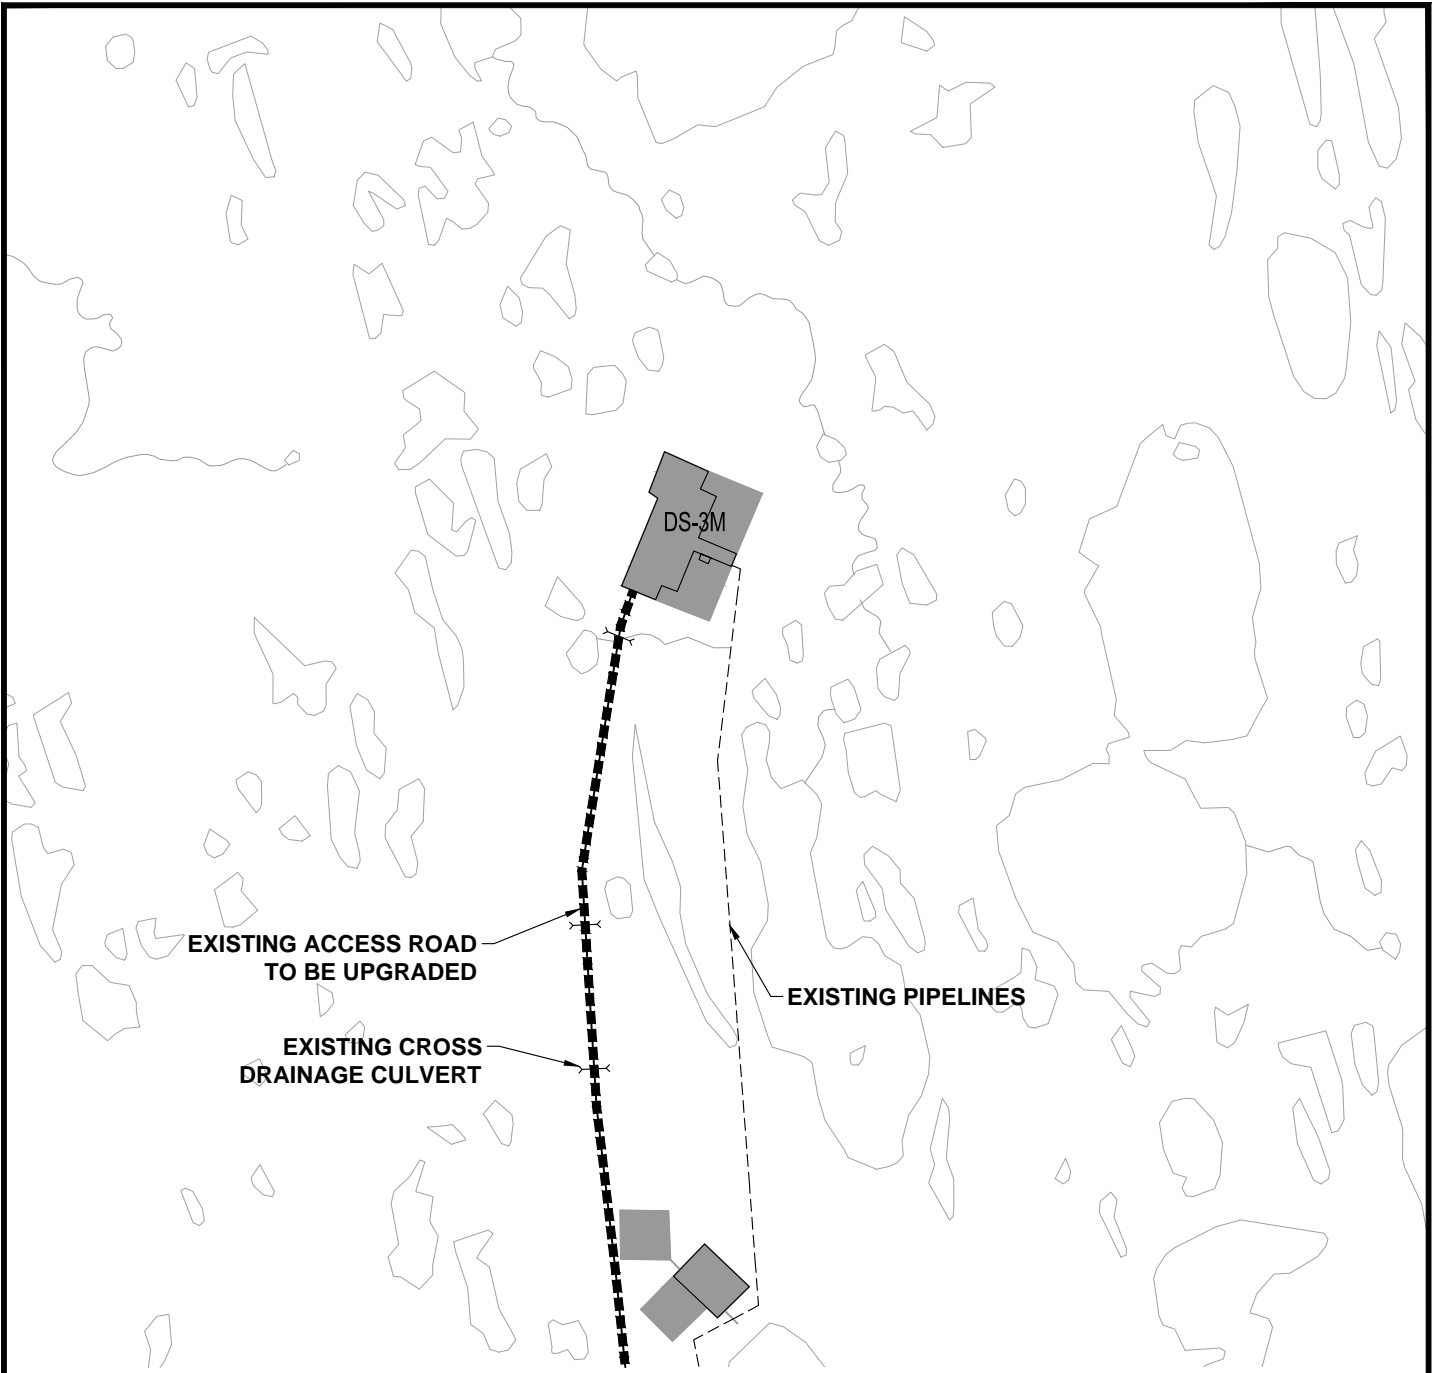 DS-3M
EXISTING ACCESS ROAD
TO BE UPGRADED
EXISTING PIPELINES
EXISTING CROSS
DRAINAGE CULVERT